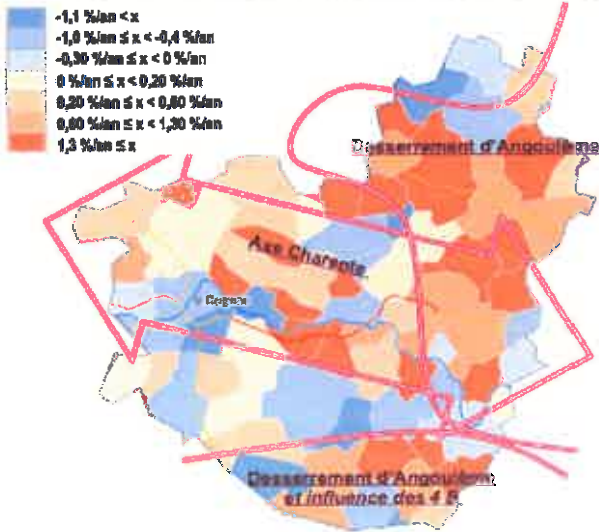 -1,1 %/an < x
-1,0 %/an ≤ x < -0,4 %/an
-0,30 %/an ≤ x < 0 %/an
0 %/an ≤ x < 0,20 %/an
0,20 %/an ≤ x < 0,60 %/an
0,60 %/an ≤ x < 1,30 %/an
1,3 %/an ≤ x
Desserrement d'Angoulême
Axe Charente
Cognac
Desserrement d'Angoulême
et influence des 4 B